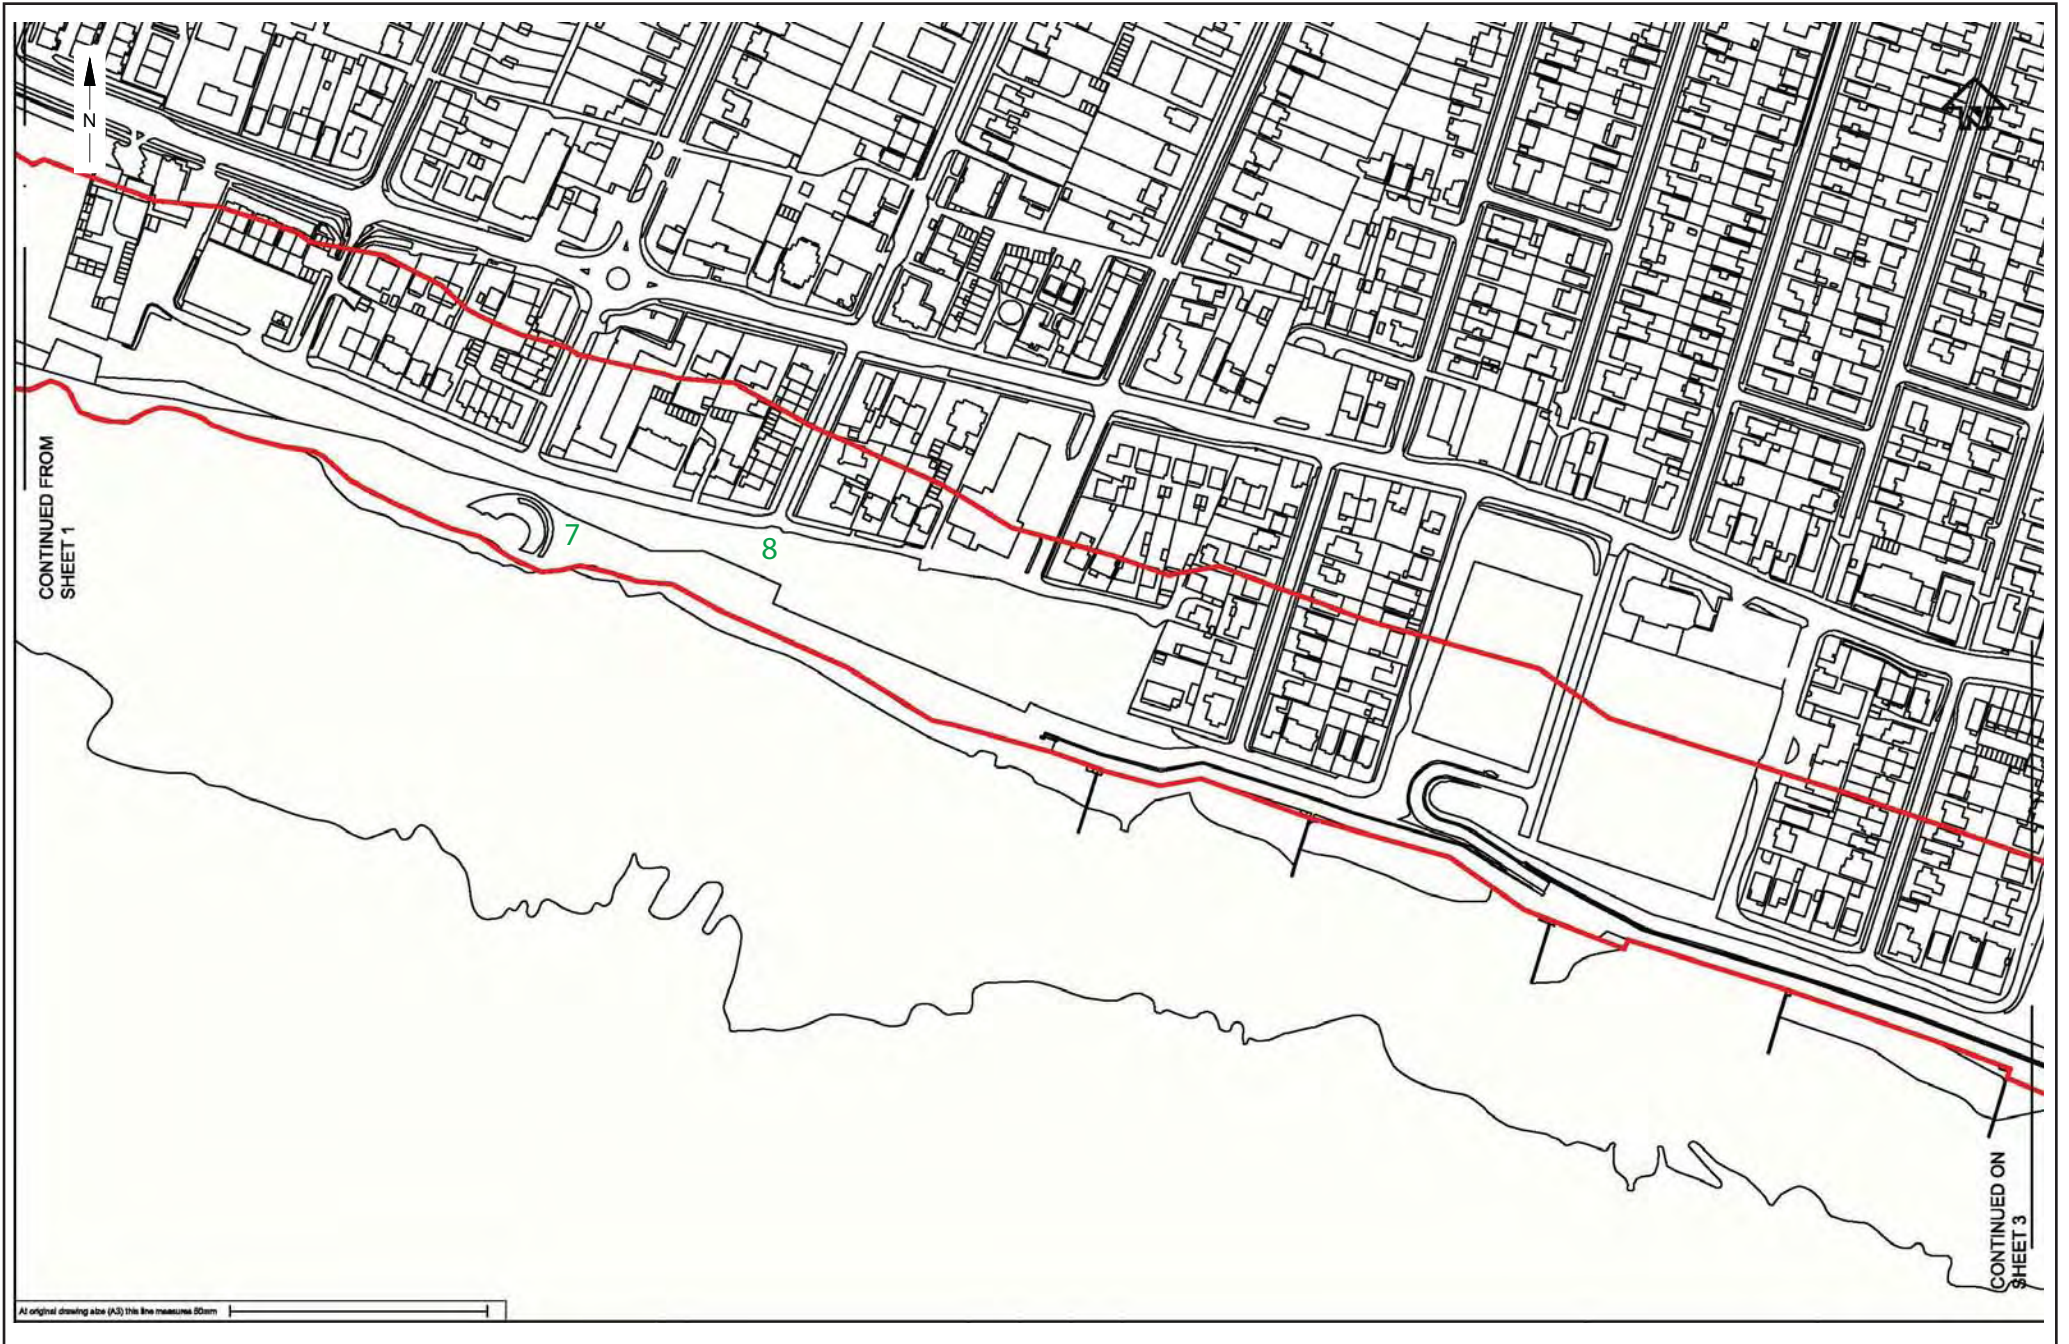 N
N
CONTINUED FROM
SHEET 1
7
8
CONTINUED ON
SHEET 3
At original drawing size (A3) this line measures 50mm